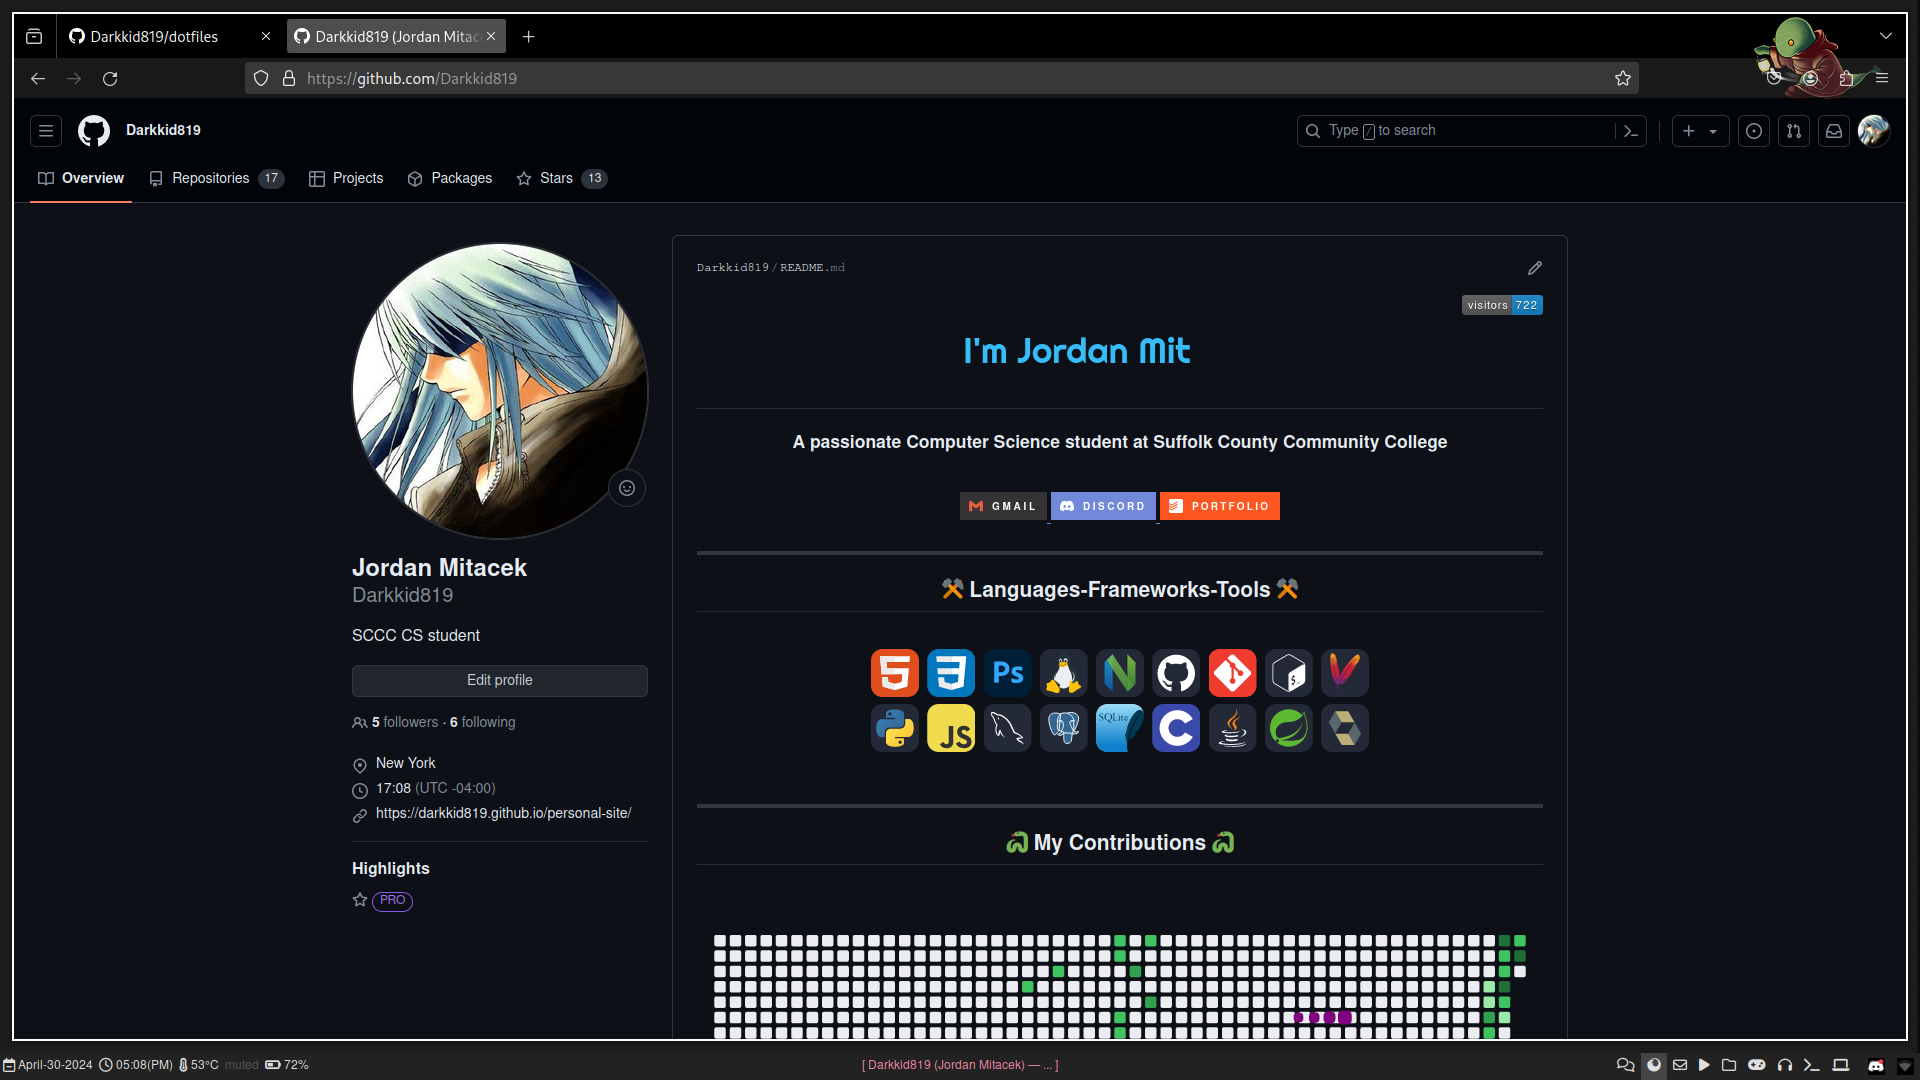 Darkkid819/dotfiles
Darkkid819 (Jordan Mitac
https://github.com/Darkkid819
Darkkid819
Type / to search
Overview
Repositories 17
Projects
Packages
Stars 13
Darkkid819/README.md
visitors 722
I'm Jordan Mit
A passionate Computer Science student at Suffolk County Community College
GMAIL
DISCORD
PORTFOLIO
Jordan Mitacek
Darkkid819
SCCC CS student
Edit profile
5 followers · 6 following
New York
17:08 (UTC -04:00)
https://darkkid819.github.io/personal-site/
Highlights
PRO
Languages-Frameworks-Tools
5
3
Ps
$_
JS
SQLite
C
My Contributions
April-30-2024 05:08(PM) 53°C muted 72%
[ Darkkid819 (Jordan Mitacek) — ... ]